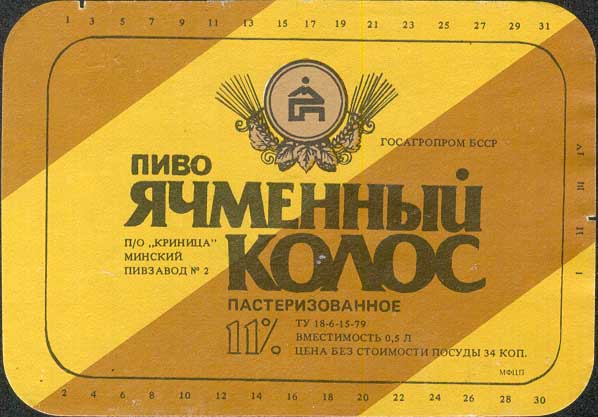 1 3 5 7 9 11 13 15 17 19 21 23 25 27 29 31
ГОСАГРОПРОМ БССР
ПИВО
ЯЧМЕННЫЙ
КОЛОС
П/О „КРИНИЦА"
МИНСКИЙ
ПИВЗАВОД № 2
ПАСТЕРИЗОВАННОЕ
11%
ТУ 18-6-15-79
ВМЕСТИМОСТЬ 0,5 Л
ЦЕНА БЕЗ СТОИМОСТИ ПОСУДЫ 34 КОП.
МФЦП
I II III IV
2 4 6 8 10 12 14 16 18 20 22 24 26 28 30